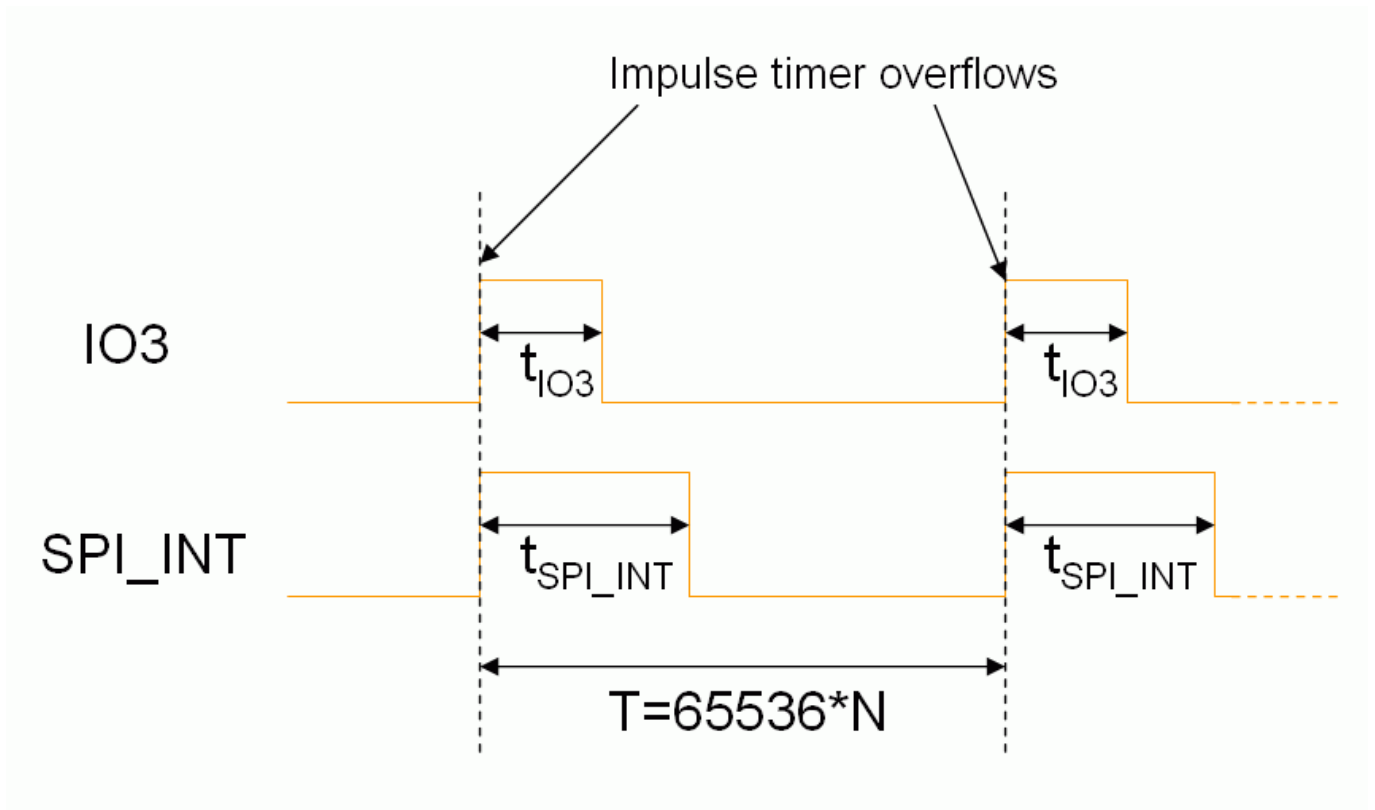 Impulse timer overflows
IO3
tIO3
tIO3
SPI_INT
tSPI_INT
tSPI_INT
T=65536*N